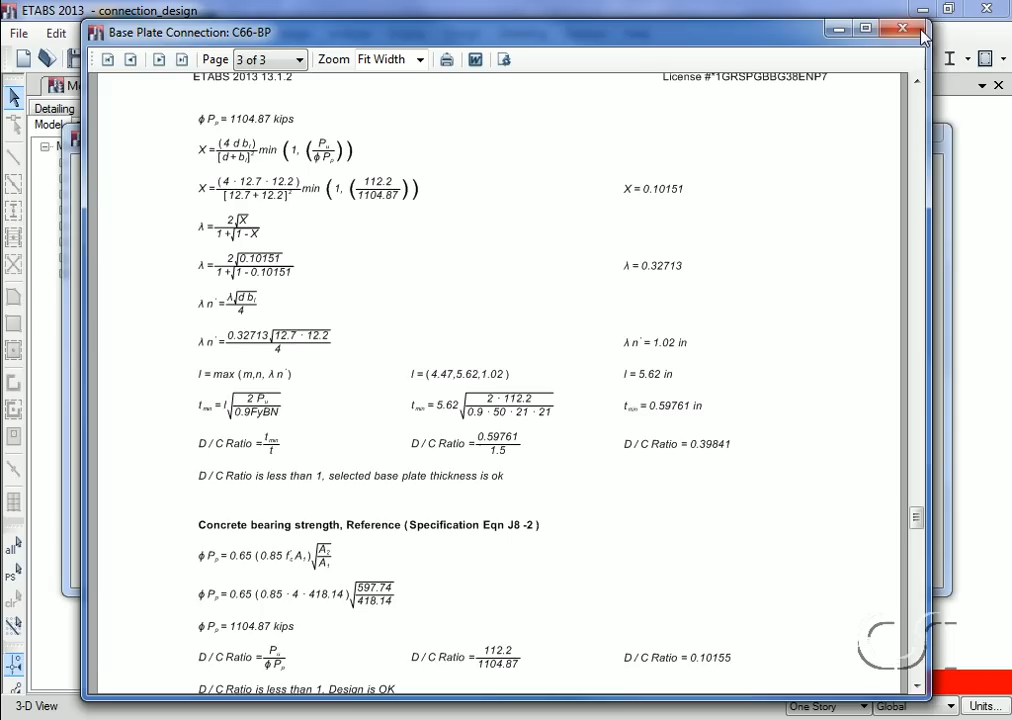 ETABS 2013 - connection_design
File Edit
Base Plate Connection: C66-BP
Page 3 of 3 Zoom Fit Width
ETABS 2013 13.1.2 License #*1GRSPGBBG38ENP7
Detailing
Model
ϕ Pp = 1104.87 kips
X = (4 d bf) / [d + bf]² min (1, (Pu / ϕ Pp))
X = (4 · 12.7 · 12.2) / [12.7 + 12.2]² min (1, (112.2 / 1104.87)) X = 0.10151
λ = 2√X / 1+√1 - X
λ = 2√0.10151 / 1+√1 - 0.10151 λ = 0.32713
λ n' = λ√d bf / 4
λ n' = 0.32713√12.7 · 12.2 / 4 λ n' = 1.02 in
l = max (m,n, λ n') l = (4.47,5.62,1.02) l = 5.62 in
tmin = l√2 Pu / 0.9FyBN tmin = 5.62√2 · 112.2 / 0.9 · 50 · 21 · 21 tmin = 0.59761 in
D / C Ratio = tmin / t D / C Ratio = 0.59761 / 1.5 D / C Ratio = 0.39841
D / C Ratio is less than 1, selected base plate thickness is ok
Concrete bearing strength, Reference (Specification Eqn J8 -2)
ϕ Pp = 0.65 (0.85 f'c A1)√A2 / A1
ϕ Pp = 0.65 (0.85 · 4 · 418.14)√597.74 / 418.14
ϕ Pp = 1104.87 kips
D / C Ratio = Pu / ϕ Pp D / C Ratio = 112.2 / 1104.87 D / C Ratio = 0.10155
D / C Ratio is less than 1, Design is OK
all
PS
clr
3-D View One Story Global Units...